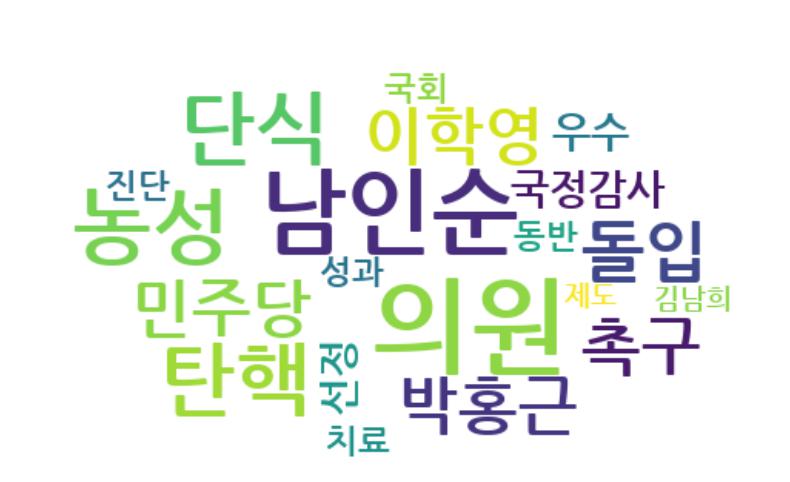 국회
단식
이학영
우수
진단
남인순
국정감사
농성
동반
돌입
성과
민주당
의원
제도
김남희
촉구
탄핵
선정
박홍근
치료